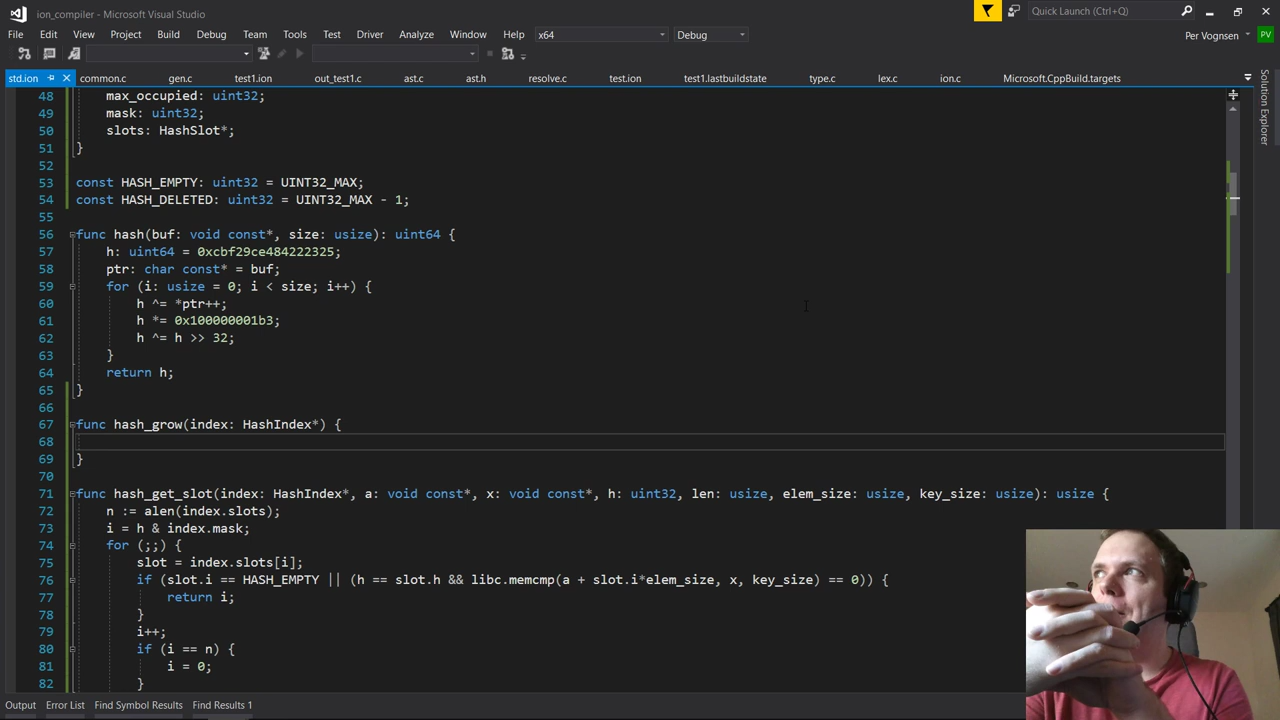 ion_compiler - Microsoft Visual Studio
Quick Launch (Ctrl+Q)
File Edit View Project Build Debug Team Tools Test Driver Analyze Window Help x64 Debug
Per Vognsen PV
std.ion common.c gen.c test1.ion out_test1.c ast.c ast.h resolve.c test.ion test1.lastbuildstate type.c lex.c ion.c Microsoft.CppBuild.targets
Solution Explorer
48 max_occupied: uint32;
49 mask: uint32;
50 slots: HashSlot*;
51 }
52
53 const HASH_EMPTY: uint32 = UINT32_MAX;
54 const HASH_DELETED: uint32 = UINT32_MAX - 1;
55
56 func hash(buf: void const*, size: usize): uint64 {
57 h: uint64 = 0xcbf29ce484222325;
58 ptr: char const* = buf;
59 for (i: usize = 0; i < size; i++) {
60 h ^= *ptr++;
61 h *= 0x100000001b3;
62 h ^= h >> 32;
63 }
64 return h;
65 }
66
67 func hash_grow(index: HashIndex*) {
68
69 }
70
71 func hash_get_slot(index: HashIndex*, a: void const*, x: void const*, h: uint32, len: usize, elem_size: usize, key_size: usize): usize {
72 n := alen(index.slots);
73 i = h & index.mask;
74 for (;;) {
75 slot = index.slots[i];
76 if (slot.i == HASH_EMPTY || (h == slot.h && libc.memcmp(a + slot.i*elem_size, x, key_size) == 0)) {
77 return i;
78 }
79 i++;
80 if (i == n) {
81 i = 0;
82 }
Output Error List Find Symbol Results Find Results 1